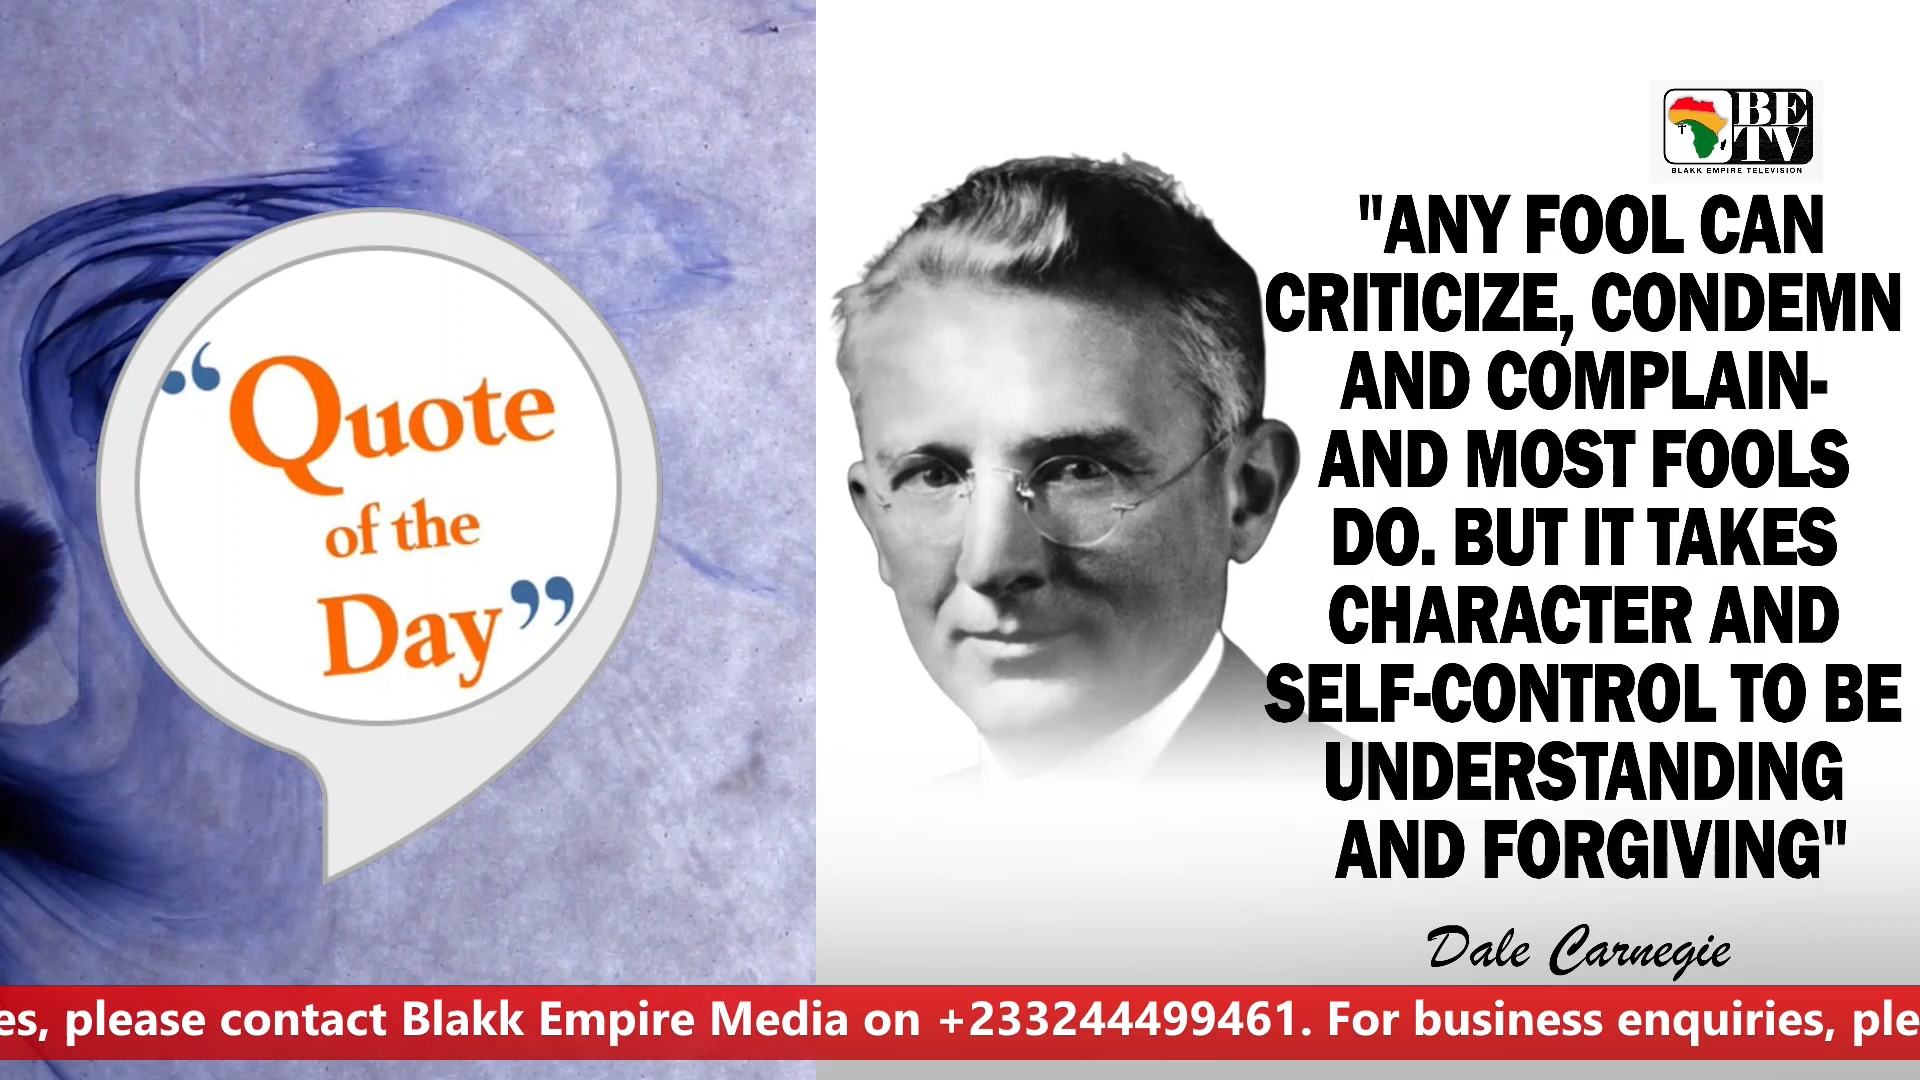 “Quote
of the
Day”
BE
TV
BLAKK EMPIRE TELEVISION
"ANY FOOL CAN
CRITICIZE, CONDEMN
AND COMPLAIN-
AND MOST FOOLS
DO. BUT IT TAKES
CHARACTER AND
SELF-CONTROL TO BE
UNDERSTANDING
AND FORGIVING"
Dale Carnegie
es, please contact Blakk Empire Media on +233244499461. For business enquiries, ple